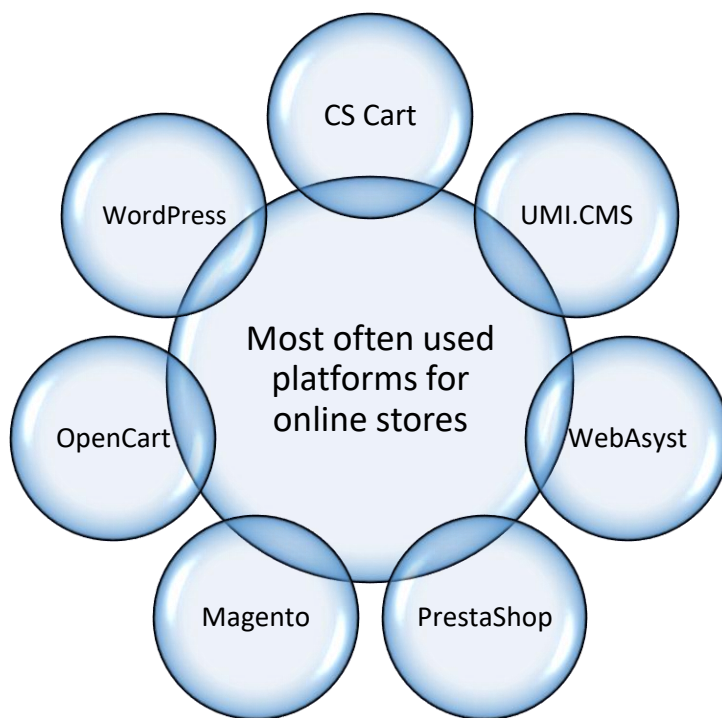 CS Cart
UMI.CMS
WebAsyst
PrestaShop
Magento
OpenCart
WordPress
Most often used
platforms for
online stores